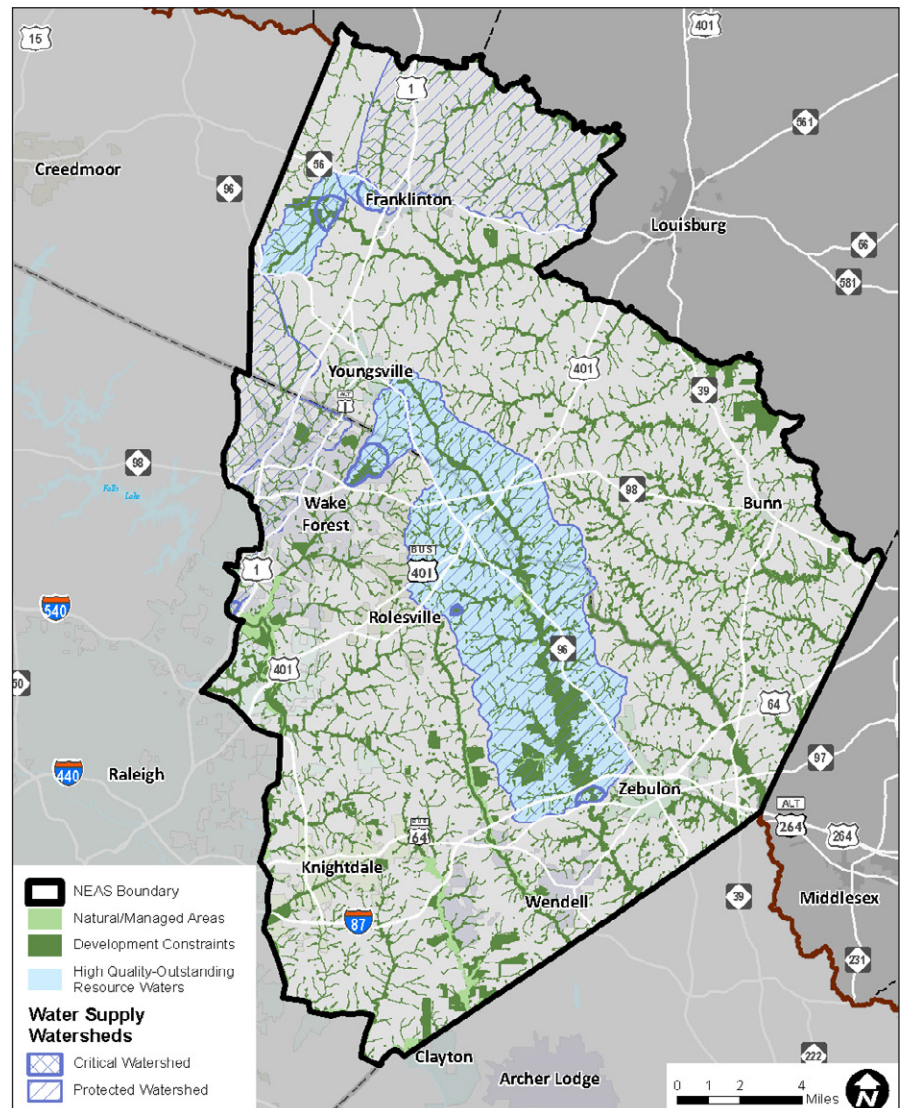 15
401
1
561
Creedmoor
56
96
Franklinton
Louisburg
56
581
401
39
Youngsville
ALT
1
98
Falls
Lake
98
Wake
Forest
Bunn
BUS
401
1
540
Rolesville
96
401
50
64
440
Raleigh
97
Zebulon
ALT
264
264
BUS
64
Knightdale
Wendell
39
Middlesex
87
231
NEAS Boundary
Natural/Managed Areas
Development Constraints
High Quality-Outstanding
Resource Waters
Water Supply
Watersheds
Critical Watershed
Protected Watershed
Clayton
222
Archer Lodge
0 1 2 4
Miles
N